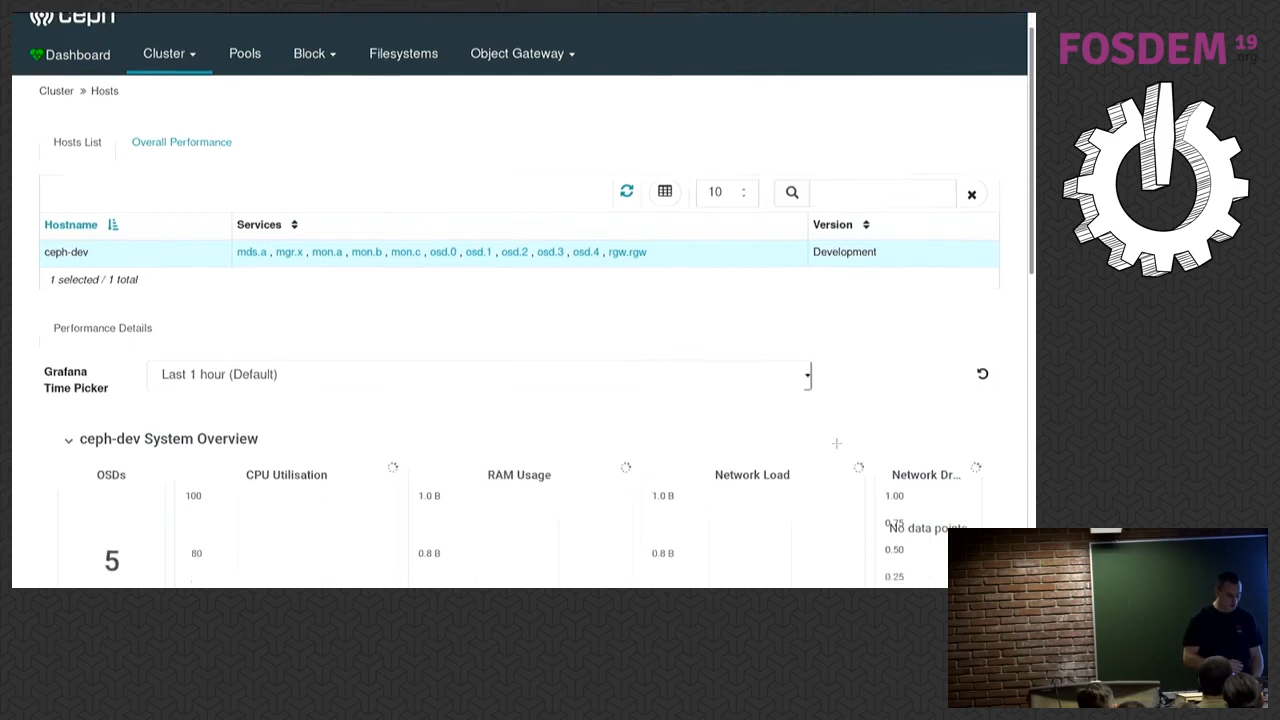 ceph
Dashboard Cluster Pools Block Filesystems Object Gateway
Cluster » Hosts
Hosts List Overall Performance
10
Hostname Services Version
ceph-dev mds.a , mgr.x , mon.a , mon.b , mon.c , osd.0 , osd.1 , osd.2 , osd.3 , osd.4 , rgw.rgw Development
1 selected / 1 total
Performance Details
Grafana
Time Picker
Last 1 hour (Default)
ceph-dev System Overview
OSDs CPU Utilisation RAM Usage Network Load Network Dr...
100 1.0 B 1.0 B 1.00
0.75
No data points
5 80 0.8 B 0.8 B 0.50
0.25
FOSDEM 19
.org